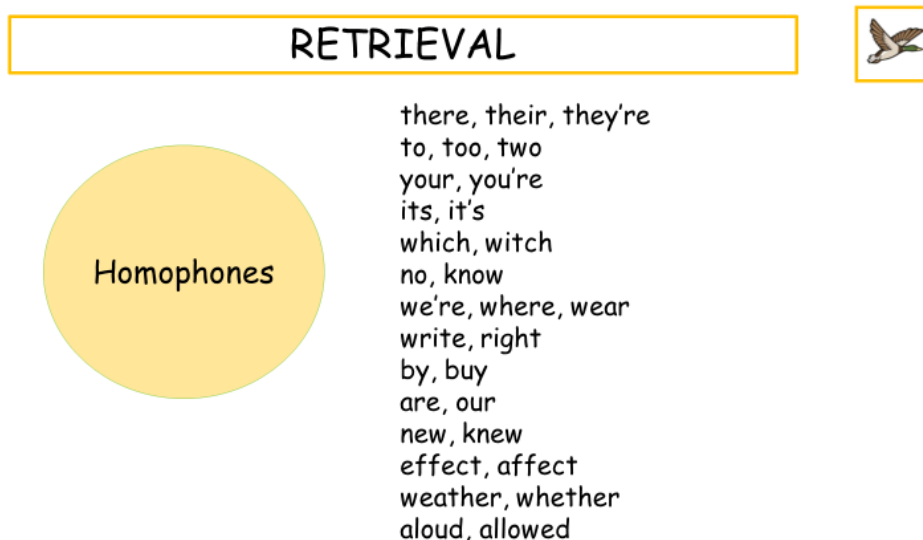 RETRIEVAL
Homophones
there, their, they're
to, too, two
your, you're
its, it's
which, witch
no, know
we're, where, wear
write, right
by, buy
are, our
new, knew
effect, affect
weather, whether
aloud, allowed